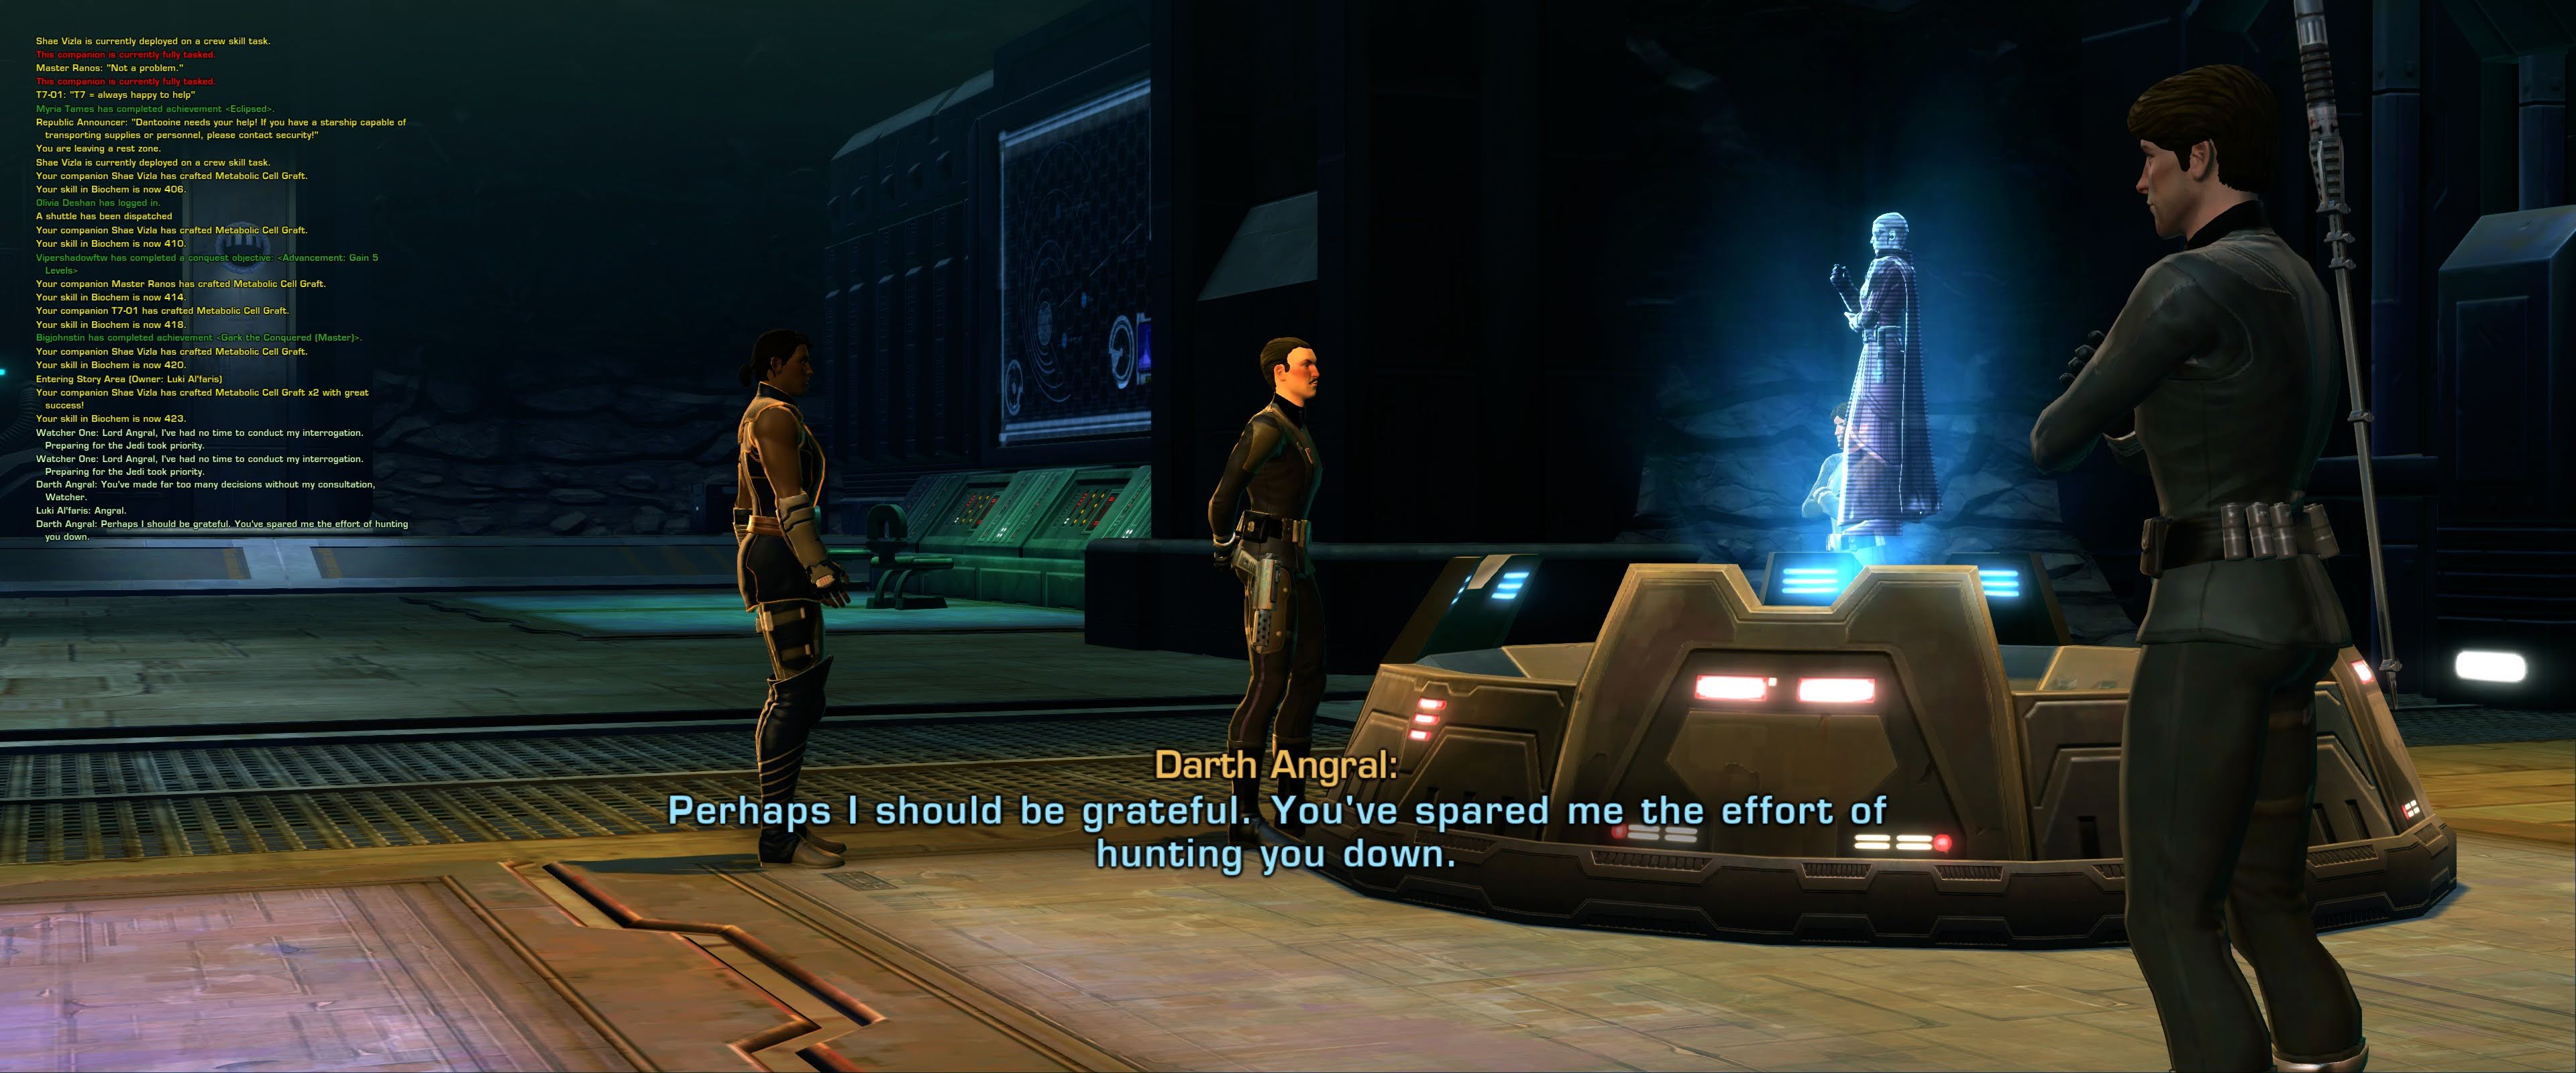 Shae Vizla is currently deployed on a crew skill task.
This companion is currently fully tasked.
Master Ranos: "Not a problem."
This companion is currently fully tasked.
T7-01: "T7 = always happy to help"
Myria Tames has completed achievement <Eclipsed>.
Republic Announcer: "Dantooine needs your help! If you have a starship capable of
transporting supplies or personnel, please contact security!"
You are leaving a rest zone.
Shae Vizla is currently deployed on a crew skill task.
Your companion Shae Vizla has crafted Metabolic Cell Graft.
Your skill in Biochem is now 406.
Olivia Deshan has logged in.
A shuttle has been dispatched
Your companion Shae Vizla has crafted Metabolic Cell Graft.
Your skill in Biochem is now 410.
Vipershadowftw has completed a conquest objective: <Advancement: Gain 5
Levels>
Your companion Master Ranos has crafted Metabolic Cell Graft.
Your skill in Biochem is now 414.
Your companion T7-01 has crafted Metabolic Cell Graft.
Your skill in Biochem is now 418.
Bigjohnstin has completed achievement <Gark the Conquered (Master)>.
Your companion Shae Vizla has crafted Metabolic Cell Graft.
Your skill in Biochem is now 420.
Entering Story Area (Owner: Luki Al'faris)
Your companion Shae Vizla has crafted Metabolic Cell Graft x2 with great
success!
Your skill in Biochem is now 423.
Watcher One: Lord Angral, I've had no time to conduct my interrogation.
Preparing for the Jedi took priority.
Watcher One: Lord Angral, I've had no time to conduct my interrogation.
Preparing for the Jedi took priority.
Darth Angral: You've made far too many decisions without my consultation,
Watcher.
Luki Al'faris: Angral.
Darth Angral: Perhaps I should be grateful. You've spared me the effort of hunting
you down.
Darth Angral:
Perhaps I should be grateful. You've spared me the effort of
hunting you down.